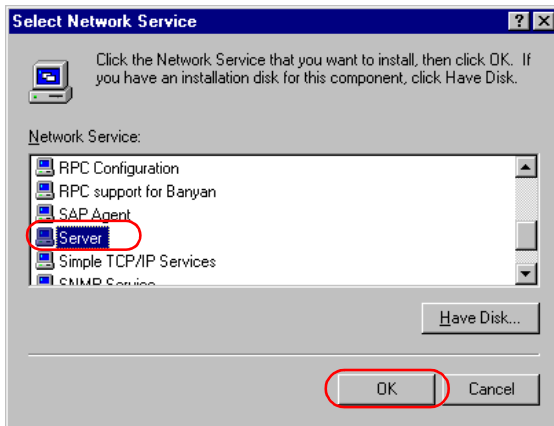 Select Network Service
Click the Network Service that you want to install, then click OK. If
you have an installation disk for this component, click Have Disk.
Network Service:
RPC Configuration
RPC support for Banyan
SAP Agent
Server
Simple TCP/IP Services
SNMP Service
Have Disk...
OK Cancel